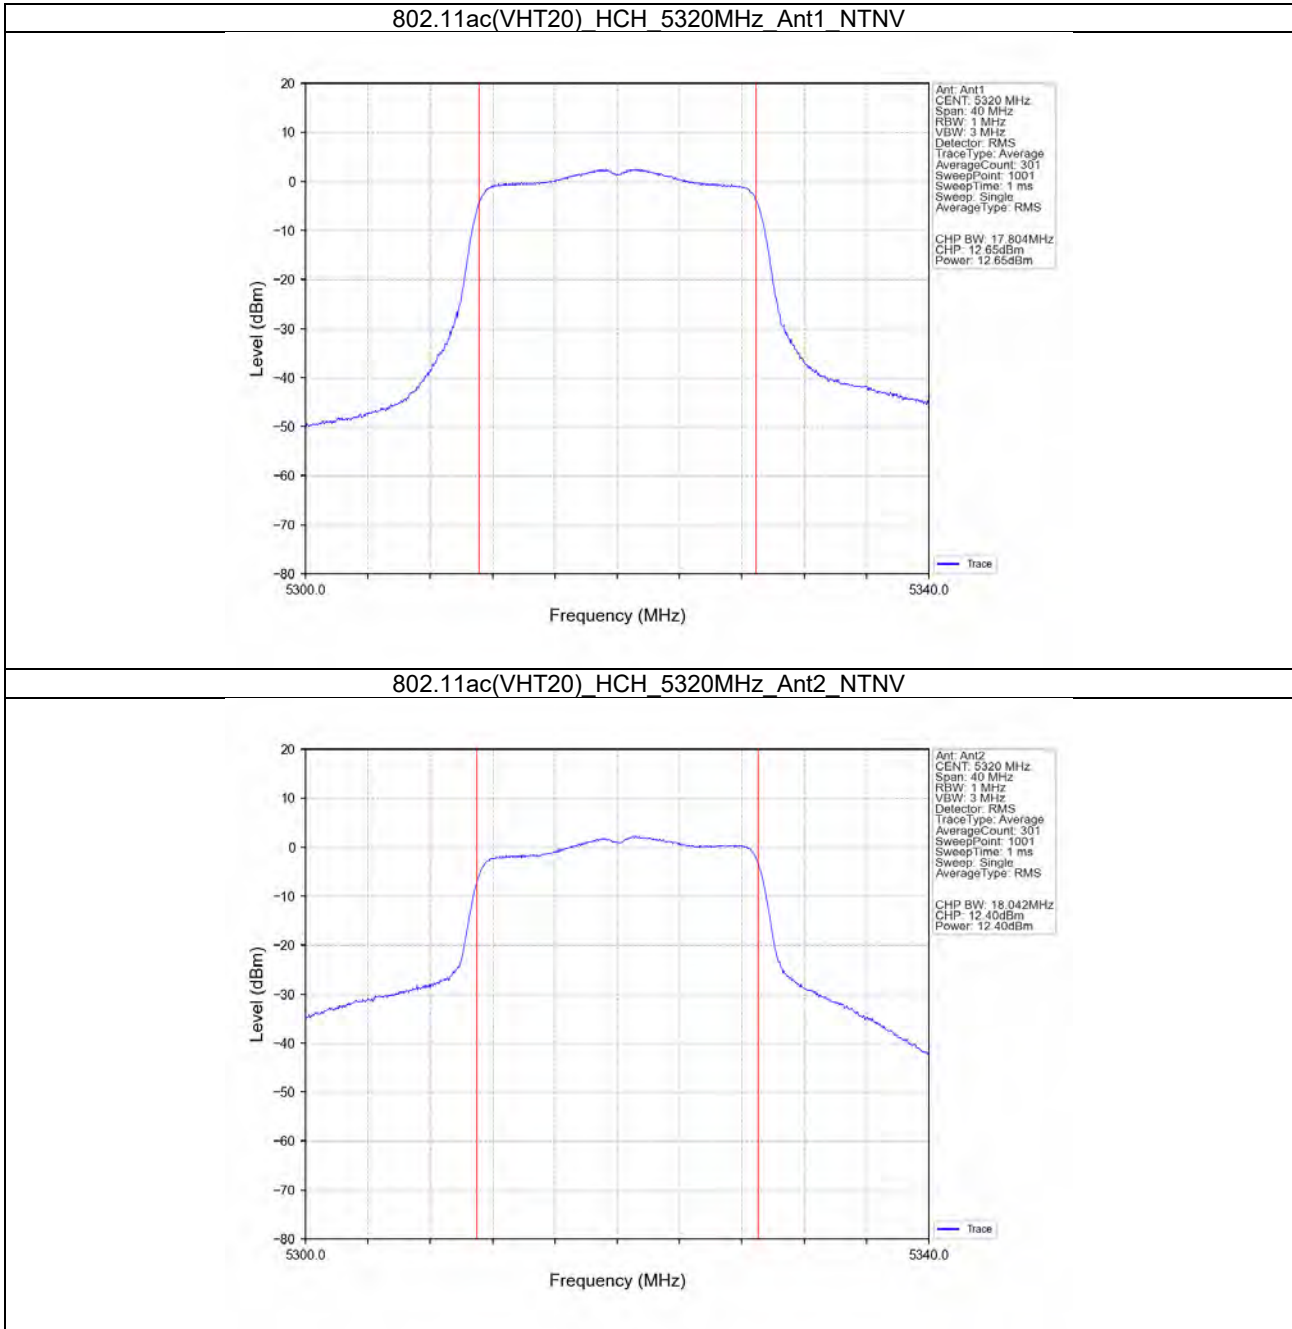 802.11ac(VHT20)_HCH_5320MHz_Ant1_NTNV
20
10
0
−10
−20
−30
−40
−50
−60
−70
−80
Level (dBm)
5300.0
5340.0
Frequency (MHz)
Ant: Ant1
CENT: 5320 MHz
Span: 40 MHz
RBW: 1 MHz
VBW: 3 MHz
Detector: RMS
TraceType: Average
AverageCount: 301
SweepPoint: 1001
SweepTime: 1 ms
Sweep: Single
AverageType: RMS
CHP BW: 17.804MHz
CHP: 12.65dBm
Power: 12.65dBm
Trace
802.11ac(VHT20)_HCH_5320MHz_Ant2_NTNV
20
10
0
−10
−20
−30
−40
−50
−60
−70
−80
Level (dBm)
5300.0
5340.0
Frequency (MHz)
Ant: Ant2
CENT: 5320 MHz
Span: 40 MHz
RBW: 1 MHz
VBW: 3 MHz
Detector: RMS
TraceType: Average
AverageCount: 301
SweepPoint: 1001
SweepTime: 1 ms
Sweep: Single
AverageType: RMS
CHP BW: 18.042MHz
CHP: 12.40dBm
Power: 12.40dBm
Trace